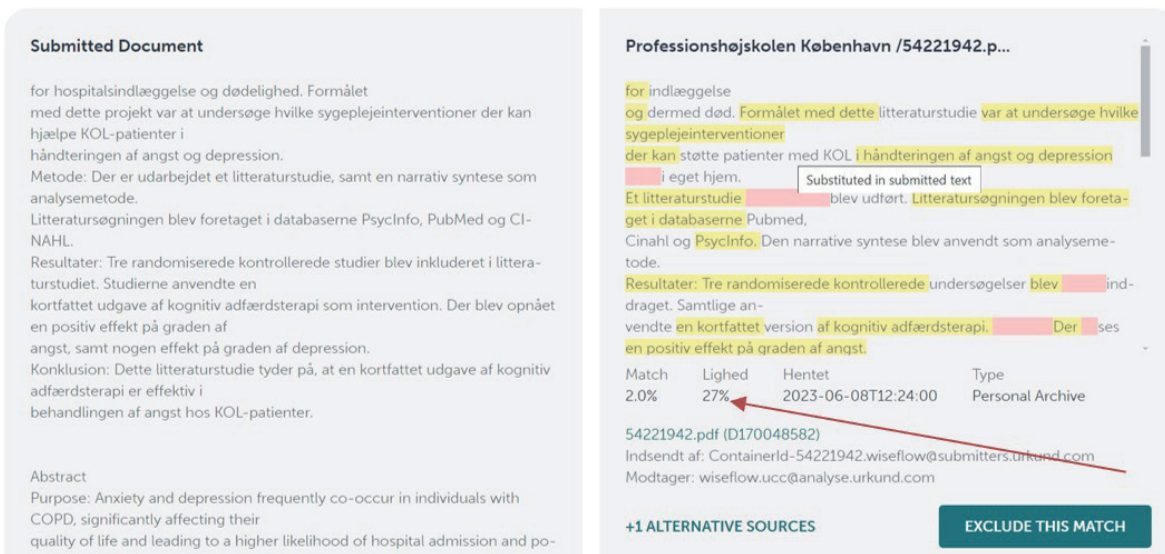 Submitted Document
for hospitalsindlæggelse og dødelighed. Formålet
med dette projekt var at undersøge hvilke sygeplejeinterventioner der kan
hjælpe KOL-patienter i
håndteringen af angst og depression.
Metode: Der er udarbejdet et litteraturstudie, samt en narrativ syntese som
analysemetode.
Litteratursøgningen blev foretaget i databaserne PsycInfo, PubMed og CI-
NAHL.
Resultater: Tre randomiserede kontrollerede studier blev inkluderet i littera-
turstudiet. Studierne anvendte en
kortfattet udgave af kognitiv adfærdsterapi som intervention. Der blev opnået
en positiv effekt på graden af
angst, samt nogen effekt på graden af depression.
Konklusion: Dette litteraturstudie tyder på, at en kortfattet udgave af kognitiv
adfærdsterapi er effektiv i
behandlingen af angst hos KOL-patienter.
Abstract
Purpose: Anxiety and depression frequently co-occur in individuals with
COPD, significantly affecting their
quality of life and leading to a higher likelihood of hospital admission and po-
Professionshøjskolen København /54221942.p...
for indlæggelse
og dermed død. Formålet med dette litteraturstudie var at undersøge hvilke
sygeplejeinterventioner
der kan støtte patienter med KOL i håndteringen af angst og depression
i eget hjem.
Substituted in submitted text
Et litteraturstudie blev udført. Litteratursøgningen blev foreta-
get i databaserne Pubmed,
Cinahl og PsycInfo. Den narrative syntese blev anvendt som analyseme-
tode.
Resultater: Tre randomiserede kontrollerede undersøgelser blev ind-
draget. Samtlige an-
vendte en kortfattet version af kognitiv adfærdsterapi. Der ses
en positiv effekt på graden af angst.
Match Lighed Hentet Type
2.0% 27% 2023-06-08T12:24:00 Personal Archive
54221942.pdf (D170048582)
Indsendt af: ContainerId-54221942.wiseflow@submitters.urkund.com
Modtager: wiseflow.ucc@analyse.urkund.com
+1 ALTERNATIVE SOURCES EXCLUDE THIS MATCH